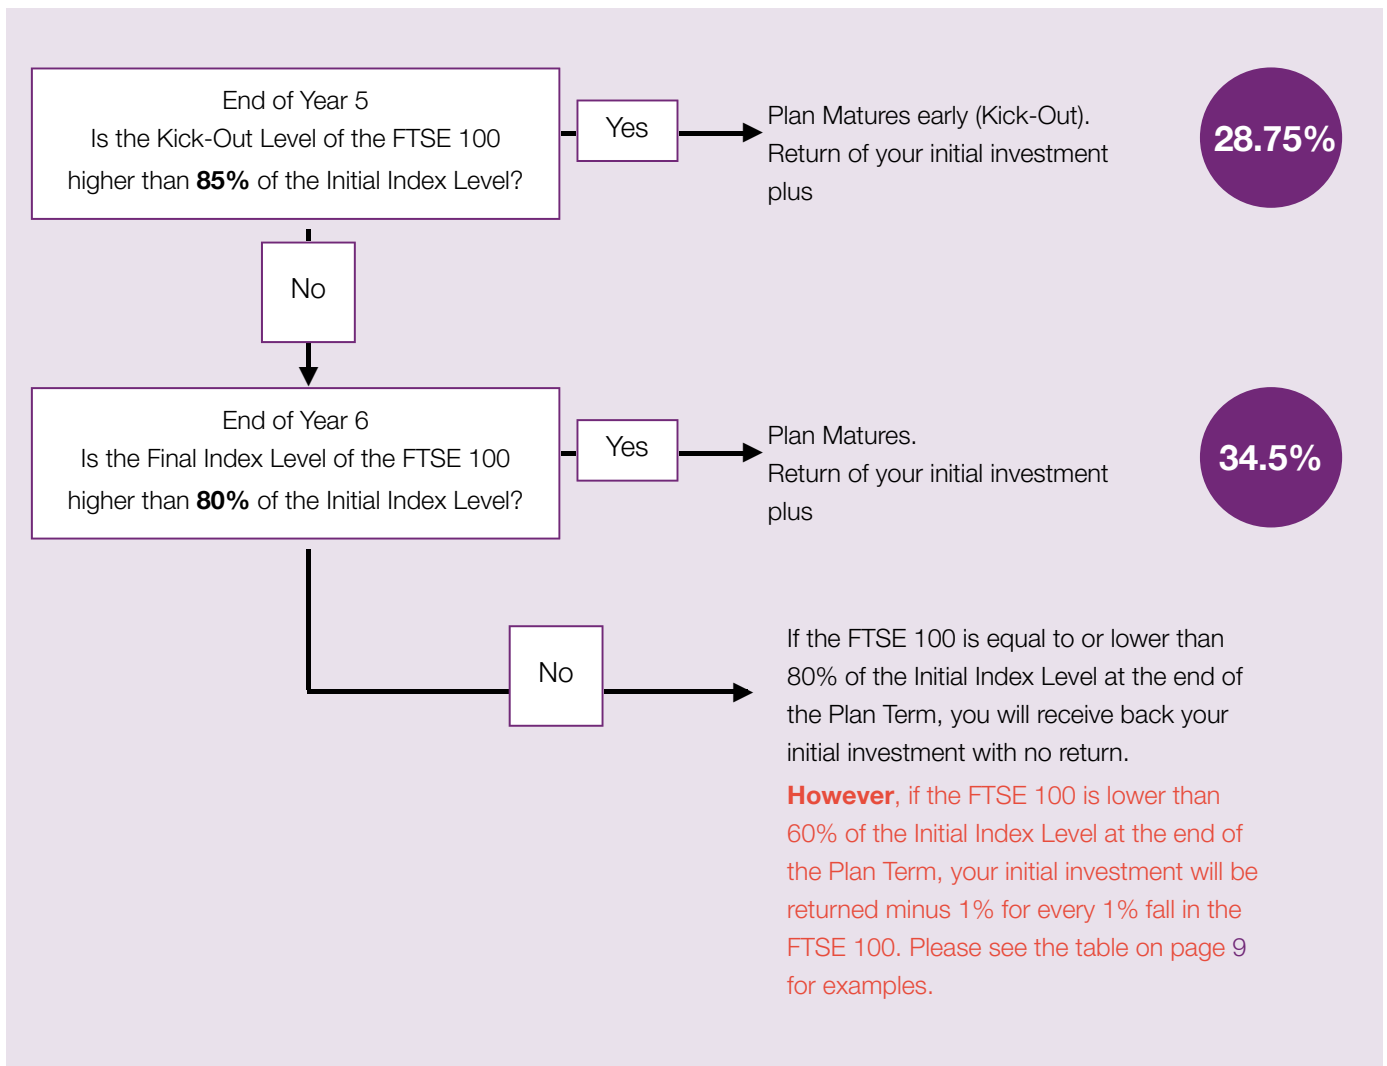 End of Year 5
Is the Kick-Out Level of the FTSE 100
higher than 85% of the Initial Index Level?
Yes
Plan Matures early (Kick-Out).
Return of your initial investment
plus
28.75%
No
End of Year 6
Is the Final Index Level of the FTSE 100
higher than 80% of the Initial Index Level?
Yes
Plan Matures.
Return of your initial investment
plus
34.5%
No
If the FTSE 100 is equal to or lower than
80% of the Initial Index Level at the end of
the Plan Term, you will receive back your
initial investment with no return.
However, if the FTSE 100 is lower than
60% of the Initial Index Level at the end of
the Plan Term, your initial investment will be
returned minus 1% for every 1% fall in the
FTSE 100. Please see the table on page 9
for examples.